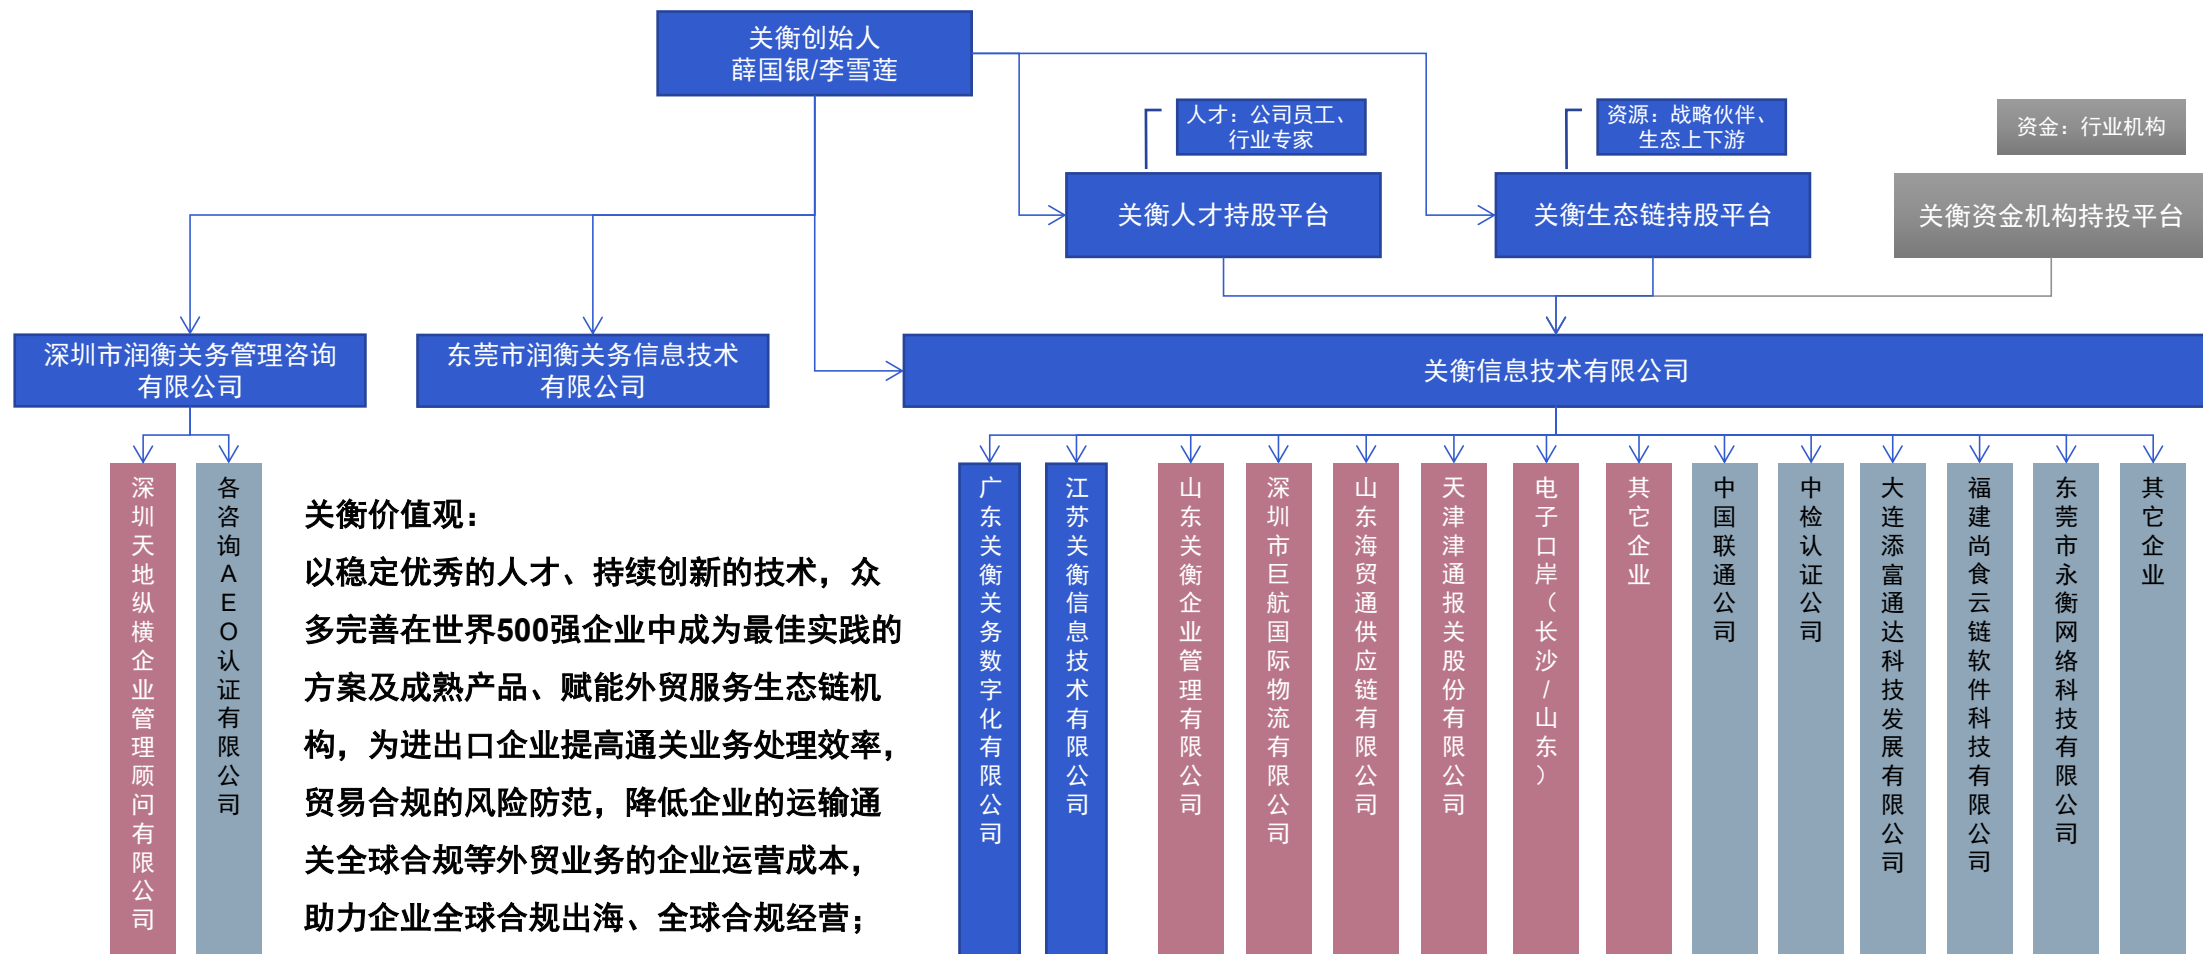 关衡创始人
薛国银/李雪莲
人才：公司员工、
行业专家
资源：战略伙伴、
生态上下游
资金：行业机构
关衡人才持股平台
关衡生态链持股平台
关衡资金机构持投平台
深圳市润衡关务管理咨询
有限公司
东莞市润衡关务信息技术
有限公司
关衡信息技术有限公司
深圳天地纵横企业管理顾问有限公司
各咨询AEO认证有限公司
关衡价值观：
以稳定优秀的人才、持续创新的技术，众
多完善在世界500强企业中成为最佳实践的
方案及成熟产品、赋能外贸服务生态链机
构，为进出口企业提高通关业务处理效率，
贸易合规的风险防范，降低企业的运输通
关全球合规等外贸业务的企业运营成本，
助力企业全球合规出海、全球合规经营；
广东关衡关务数字化有限公司
江苏关衡信息技术有限公司
山东关衡企业管理有限公司
深圳市巨航国际物流有限公司
山东海贸通供应链有限公司
天津津通报关股份有限公司
电子口岸（长沙/山东）
其它企业
中国联通公司
中检认证公司
大连添富通达科技发展有限公司
福建尚食云链软件科技有限公司
东莞市永衡网络科技有限公司
其它企业